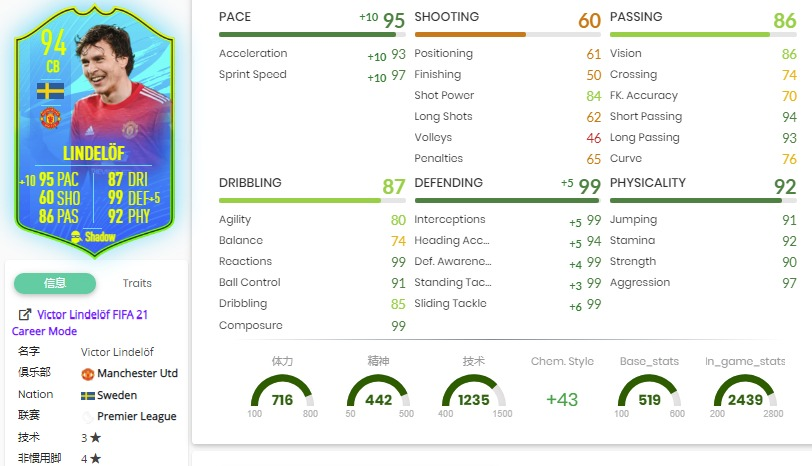 94
CB
LINDELÖF
+10 95 PAC 87 DRI
60 SHO 99 DEF+5
86 PAS 92 PHY
Shadow
信息 Traits
Victor Lindelöf FIFA 21
Career Mode
名字 Victor Lindelöf
俱乐部 Manchester Utd
Nation Sweden
联赛 Premier League
技术 3 ★
非惯用脚 4 ★
PACE +10 95
Acceleration +10 93
Sprint Speed +10 97
SHOOTING 60
Positioning 61
Finishing 50
Shot Power 84
Long Shots 62
Volleys 46
Penalties 65
PASSING 86
Vision 86
Crossing 74
FK. Accuracy 70
Short Passing 94
Long Passing 93
Curve 76
DRIBBLING 87
Agility 80
Balance 74
Reactions 99
Ball Control 91
Dribbling 85
Composure 99
DEFENDING +5 99
Interceptions +5 99
Heading Acc... +5 94
Def. Awarene... +4 99
Standing Tac... +3 99
Sliding Tackle +6 99
PHYSICALITY 92
Jumping 91
Stamina 92
Strength 90
Aggression 97
体力 精神 技术 Chem. Style Base_stats In_game_stats
716 442 1235 +43 519 2439
100 800 50 500 400 1500 100 600 200 2800